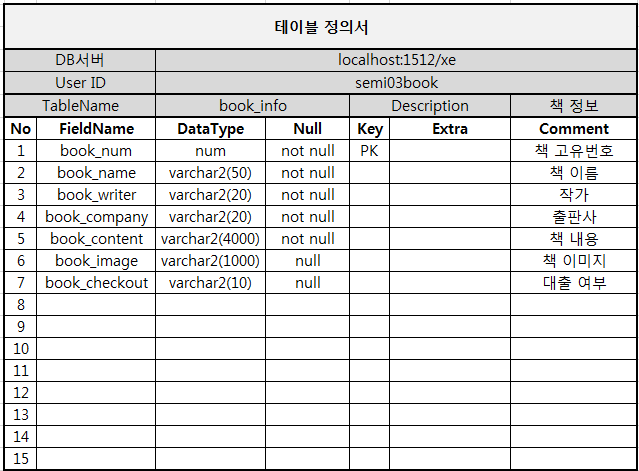 테이블 정의서
DB서버 localhost:1512/xe
User ID semi03book
TableName book_info Description 책 정보
No FieldName DataType Null Key Extra Comment
1 book_num num not null PK 책 고유번호
2 book_name varchar2(50) not null 책 이름
3 book_writer varchar2(20) not null 작가
4 book_company varchar2(20) not null 출판사
5 book_content varchar2(4000) not null 책 내용
6 book_image varchar2(1000) null 책 이미지
7 book_checkout varchar2(10) null 대출 여부
8
9
10
11
12
13
14
15